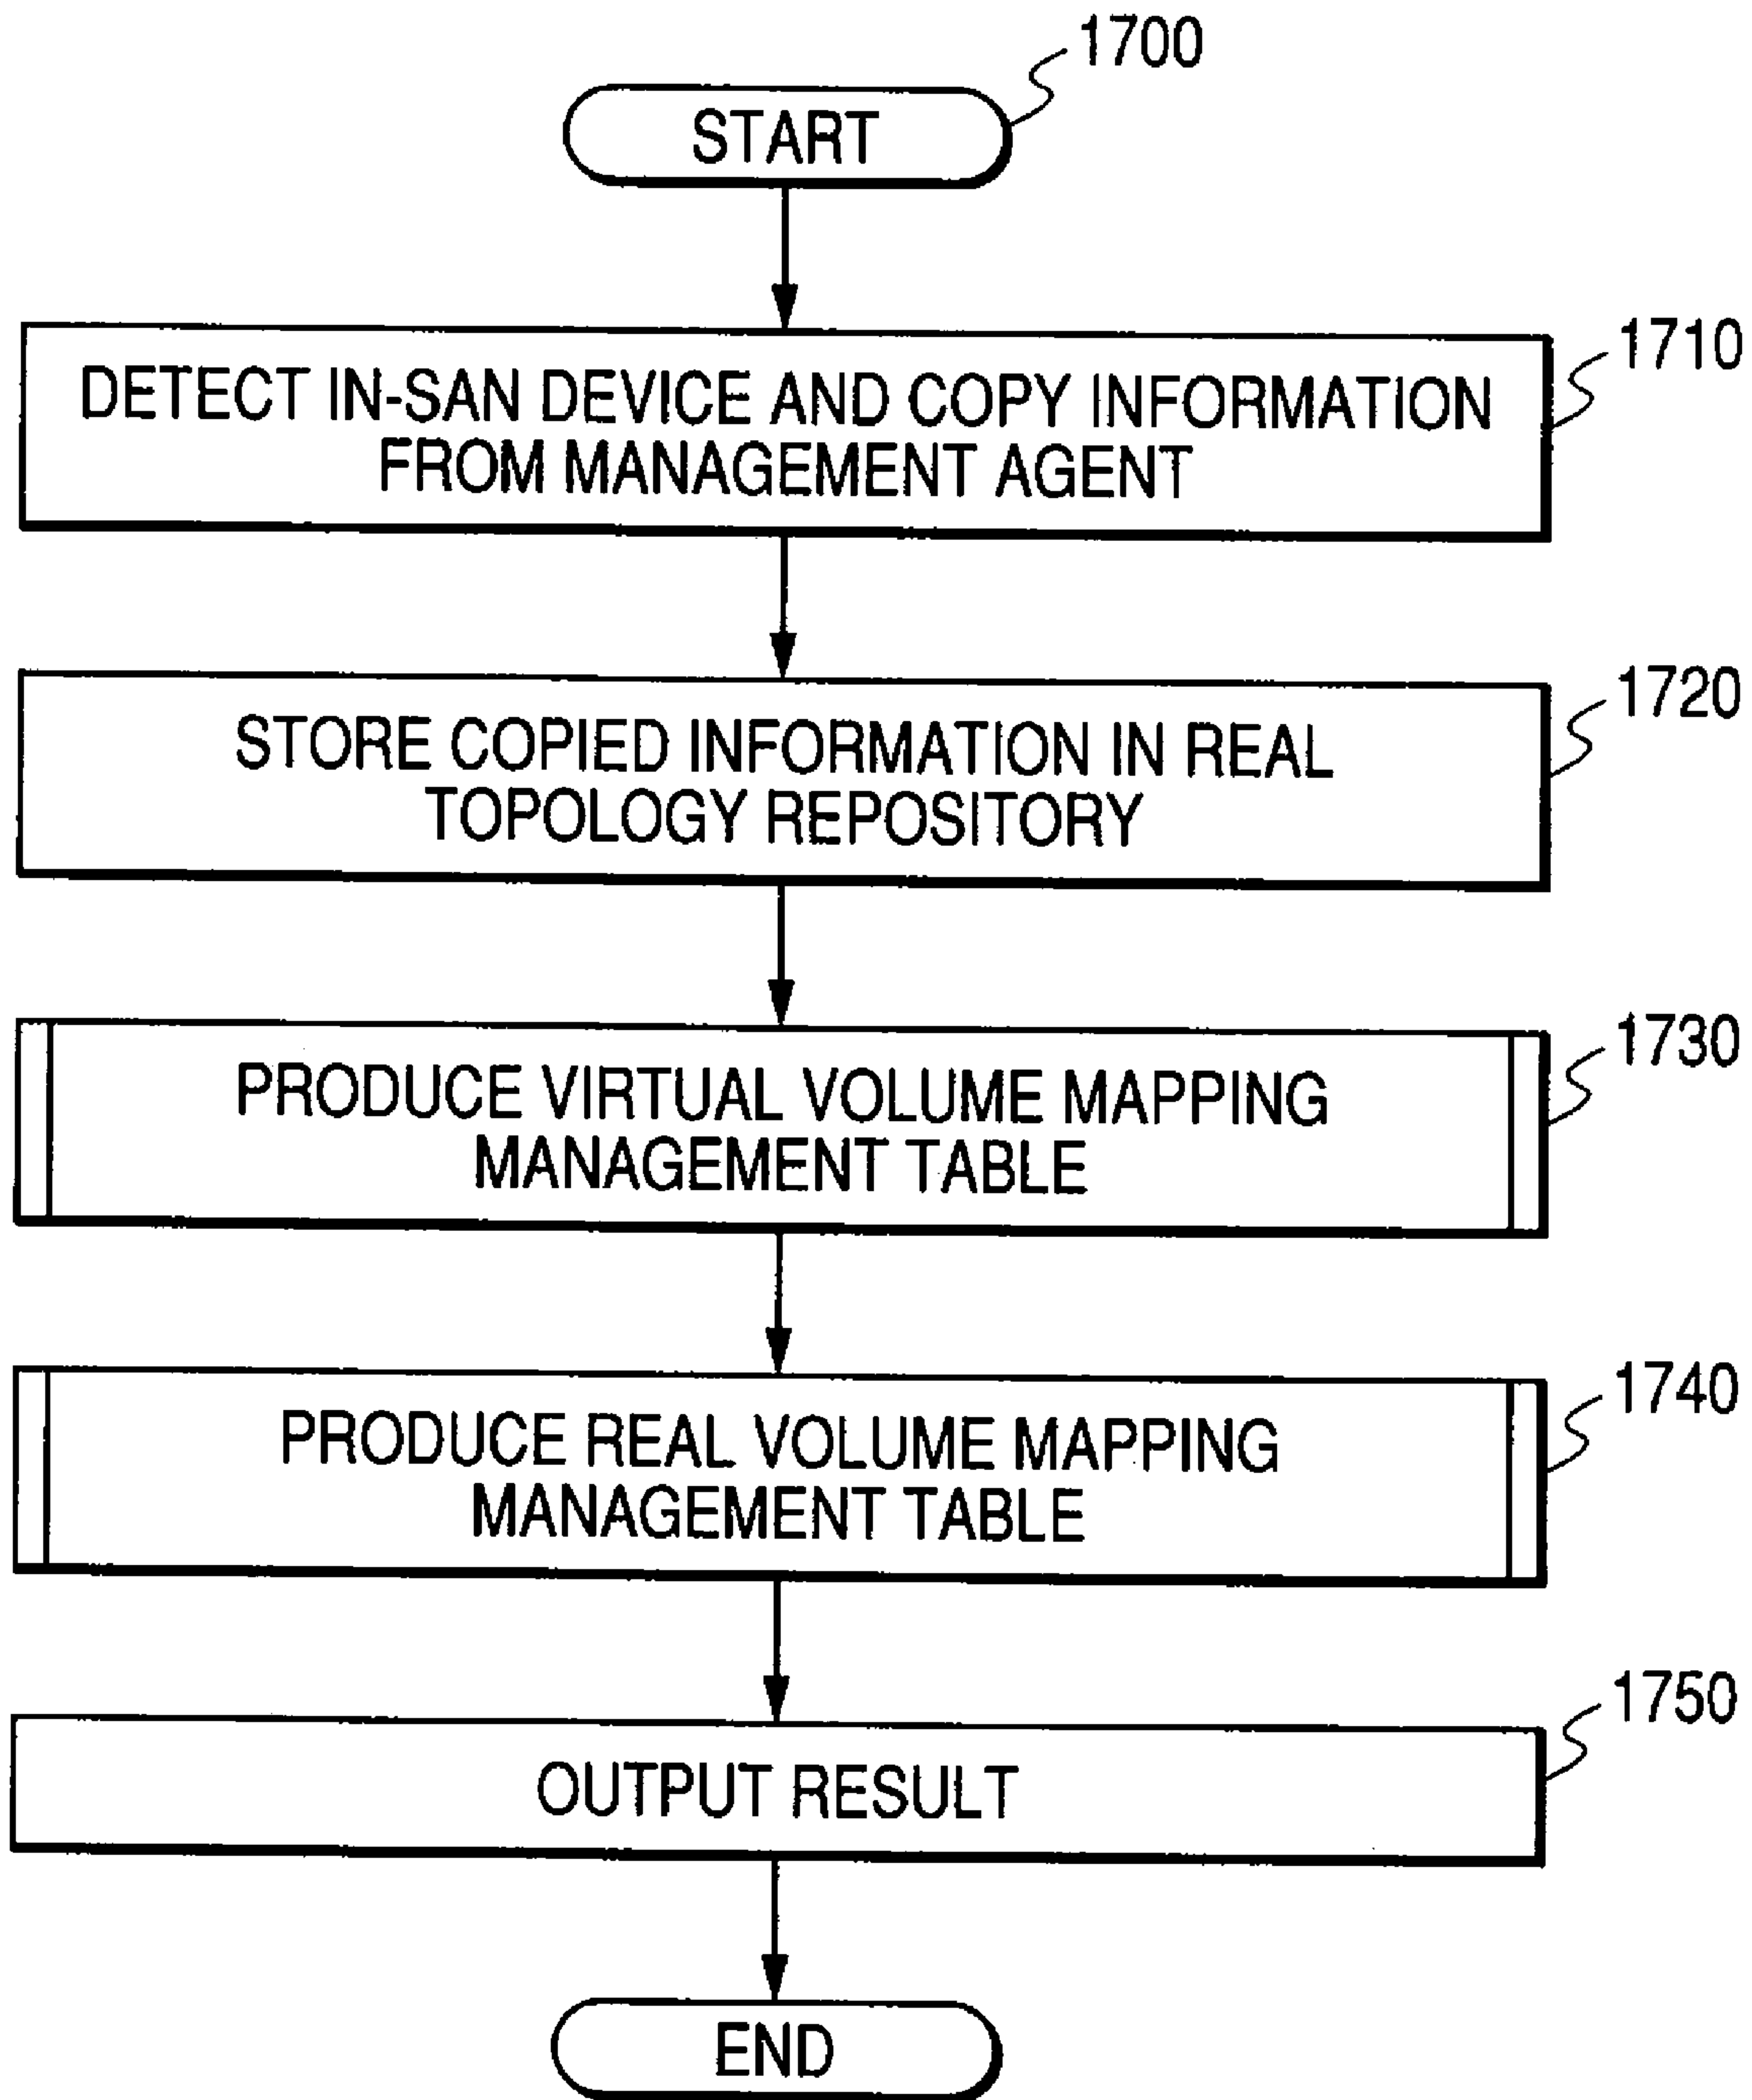 1700
START
1710
DETECT IN-SAN DEVICE AND COPY INFORMATION
FROM MANAGEMENT AGENT
1720
STORE COPIED INFORMATION IN REAL
TOPOLOGY REPOSITORY
1730
PRODUCE VIRTUAL VOLUME MAPPING
MANAGEMENT TABLE
1740
PRODUCE REAL VOLUME MAPPING
MANAGEMENT TABLE
1750
OUTPUT RESULT
END